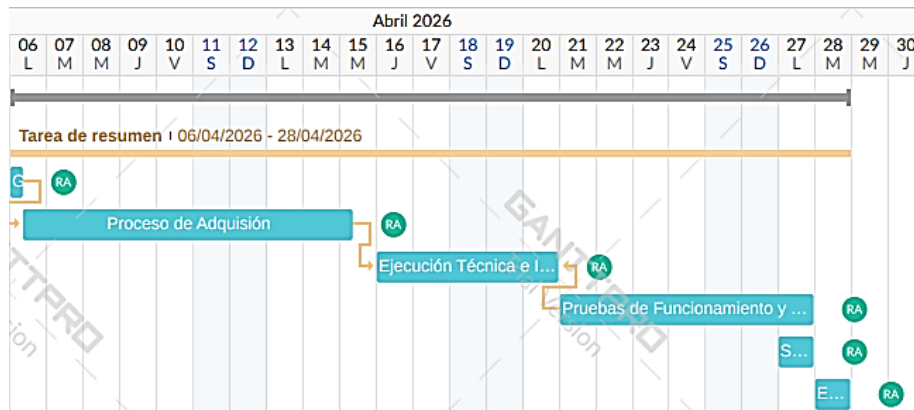 Abril 2026
06 07 08 09 10 11 12 13 14 15 16 17 18 19 20 21 22 23 24 25 26 27 28 29 30
L M M J V S D L M M J V S D L M M J V S D L M M J
Tarea de resumen 06/04/2026 - 28/04/2026
G RA
Proceso de Adquisión RA
Ejecución Técnica e I... RA
Pruebas de Funcionamiento y ... RA
S... RA
E... RA
GANTTPRO
TTPRO